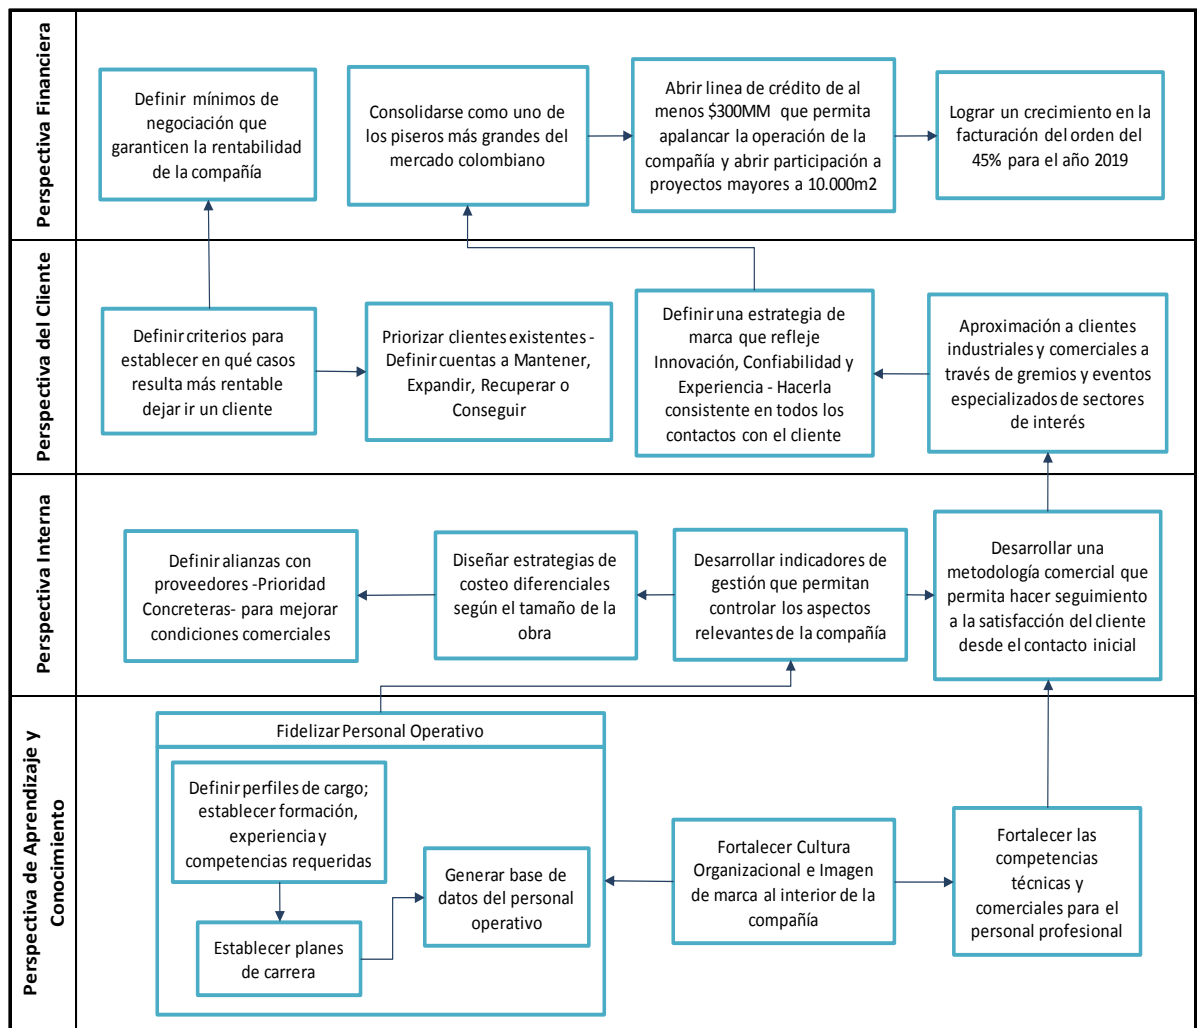 Perspectiva Financiera
Definir mínimos de
negociación que
garanticen la rentabilidad
de la compañía
Consolidarse como uno de
los piseros más grandes del
mercado colombiano
Abrir linea de crédito de al
menos $300MM que permita
apalancar la operación de la
compañía y abrir participación a
proyectos mayores a 10.000m2
Lograr un crecimiento en la
facturación del orden del
45% para el año 2019
Perspectiva del Cliente
Definir criterios para
establecer en qué casos
resulta más rentable
dejar ir un cliente
Priorizar clientes existentes -
Definir cuentas a Mantener,
Expandir, Recuperar o
Conseguir
Definir una estrategia de
marca que refleje
Innovación, Confiabilidad y
Experiencia - Hacerla
consistente en todos los
contactos con el cliente
Aproximación a clientes
industriales y comerciales a
través de gremios y eventos
especializados de sectores
de interés
Perspectiva Interna
Definir alianzas con
proveedores -Prioridad
Concreteras- para mejorar
condiciones comerciales
Diseñar estrategias de
costeo diferenciales
según el tamaño de la
obra
Desarrollar indicadores de
gestión que permitan
controlar los aspectos
relevantes de la compañía
Desarrollar una
metodología comercial que
permita hacer seguimiento
a la satisfacción del cliente
desde el contacto inicial
Perspectiva de Aprendizaje y
Conocimiento
Fidelizar Personal Operativo
Definir perfiles de cargo;
establecer formación,
experiencia y
competencias requeridas
Establecer planes
de carrera
Generar base de
datos del personal
operativo
Fortalecer Cultura
Organizacional e Imagen
de marca al interior de la
compañía
Fortalecer las
competencias
técnicas y
comerciales para el
personal profesional